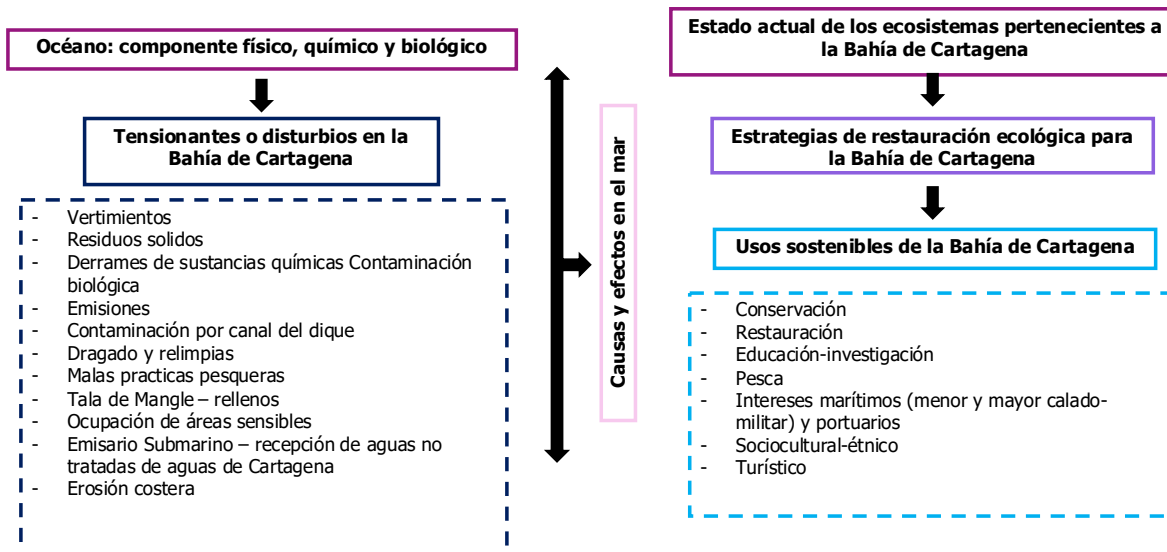 Océano: componente físico, químico y biológico
Tensionantes o disturbios en la
Bahía de Cartagena
- Vertimientos
- Residuos solidos
- Derrames de sustancias químicas Contaminación
biológica
- Emisiones
- Contaminación por canal del dique
- Dragado y relimpias
- Malas practicas pesqueras
- Tala de Mangle – rellenos
- Ocupación de áreas sensibles
- Emisario Submarino – recepción de aguas no
tratadas de aguas de Cartagena
- Erosión costera
Causas y efectos en el mar
Estado actual de los ecosistemas pertenecientes a
la Bahía de Cartagena
Estrategias de restauración ecológica para
la Bahía de Cartagena
Usos sostenibles de la Bahía de Cartagena
- Conservación
- Restauración
- Educación-investigación
- Pesca
- Intereses marítimos (menor y mayor calado-
militar) y portuarios
- Sociocultural-étnico
- Turístico